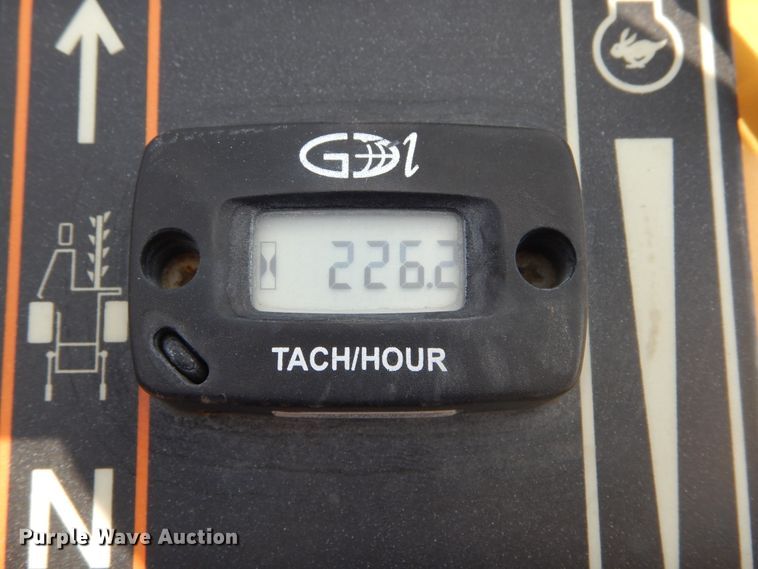 GDI
226.2
TACH/HOUR
N
Purple Wave Auction